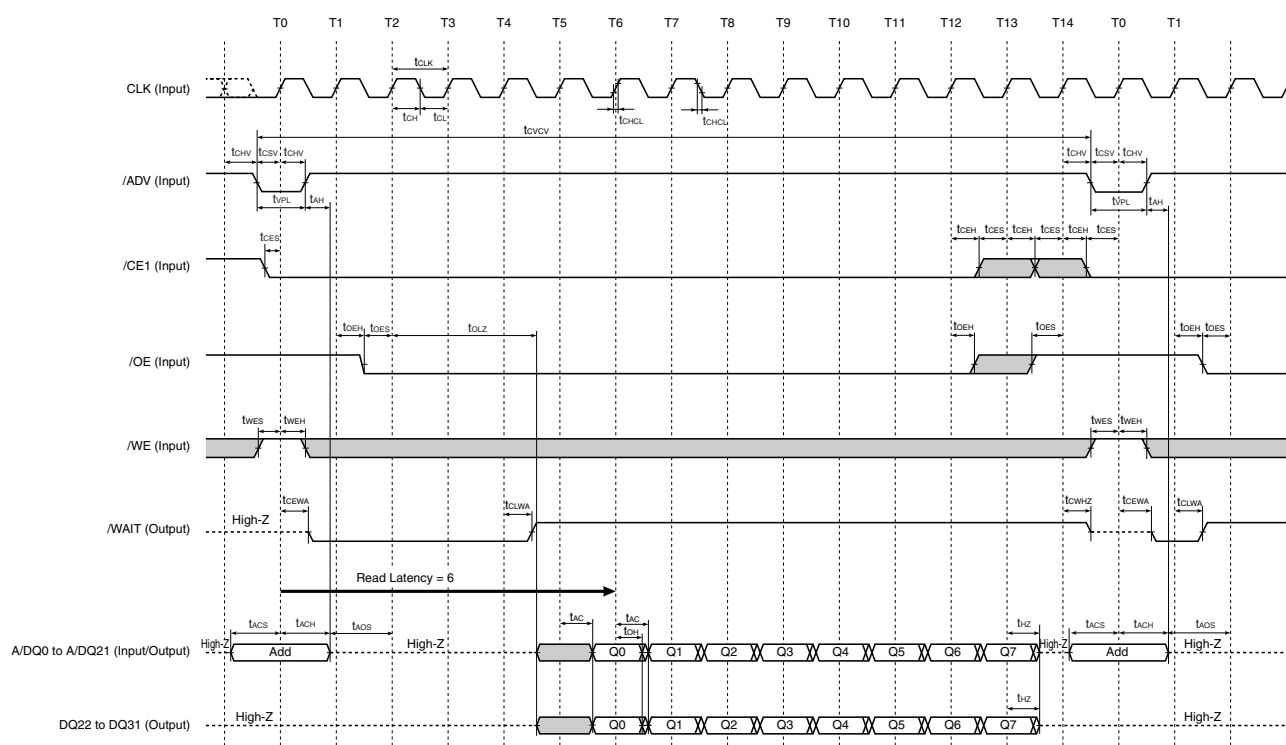 T0 T1 T2 T3 T4 T5 T6 T7 T8 T9 T10 T11 T12 T13 T14 T0 T1
tCLK
CLK (Input)
tCH tCL tCHCL tCHCL
tCVCV
tCHV tCSV tCHV tCHV tCSV tCHV
/ADV (Input)
tVPL tAH tVPL tAH
tCES tCEH tCES tCEH tCES tCEH tCES
/CE1 (Input)
tOEH tOES tOLZ tOEH tOES tOEH tOES
/OE (Input)
tWES tWEH tWES tWEH
/WE (Input)
tCEWA tCLWA tCWHZ tCEWA tCLWA
High-Z
/WAIT (Output)
Read Latency = 6
tACS tACH tAOS tAC tAC tOH tHZ tACS tACH tAOS
High-Z High-Z High-Z High-Z
A/DQ0 to A/DQ21 (Input/Output) Add Q0 Q1 Q2 Q3 Q4 Q5 Q6 Q7 Add
tHZ
High-Z High-Z
DQ22 to DQ31 (Output) Q0 Q1 Q2 Q3 Q4 Q5 Q6 Q7